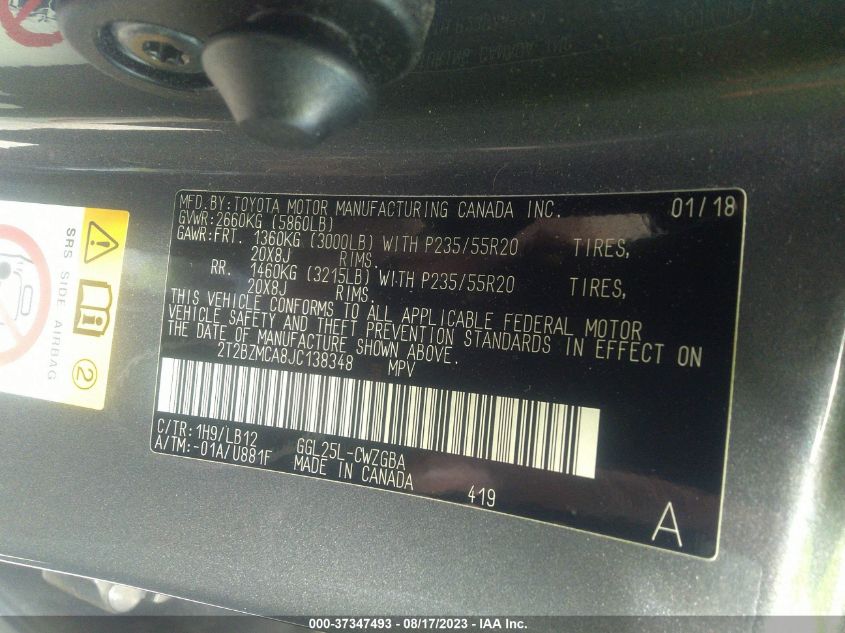 MFD.BY:TOYOTA MOTOR MANUFACTURING CANADA INC. 01/18
GVWR:2660KG (5860LB)
GAWR:FRT. 1360KG (3000LB) WITH P235/55R20 TIRES,
20X8J RIMS.
RR. 1460KG (3215LB) WITH P235/55R20 TIRES,
20X8J RIMS.
THIS VEHICLE CONFORMS TO ALL APPLICABLE FEDERAL MOTOR
VEHICLE SAFETY AND THEFT PREVENTION STANDARDS IN EFFECT ON
THE DATE OF MANUFACTURE SHOWN ABOVE.
2T2BZMCA8JC138348 MPV
C/TR:1H9/LB12
A/TM:-01A/U881F GGL25L-CWZGBA
MADE IN CANADA
419
A
SRS SIDE AIRBAG
2
000-37347493 - 08/17/2023 - IAA Inc.